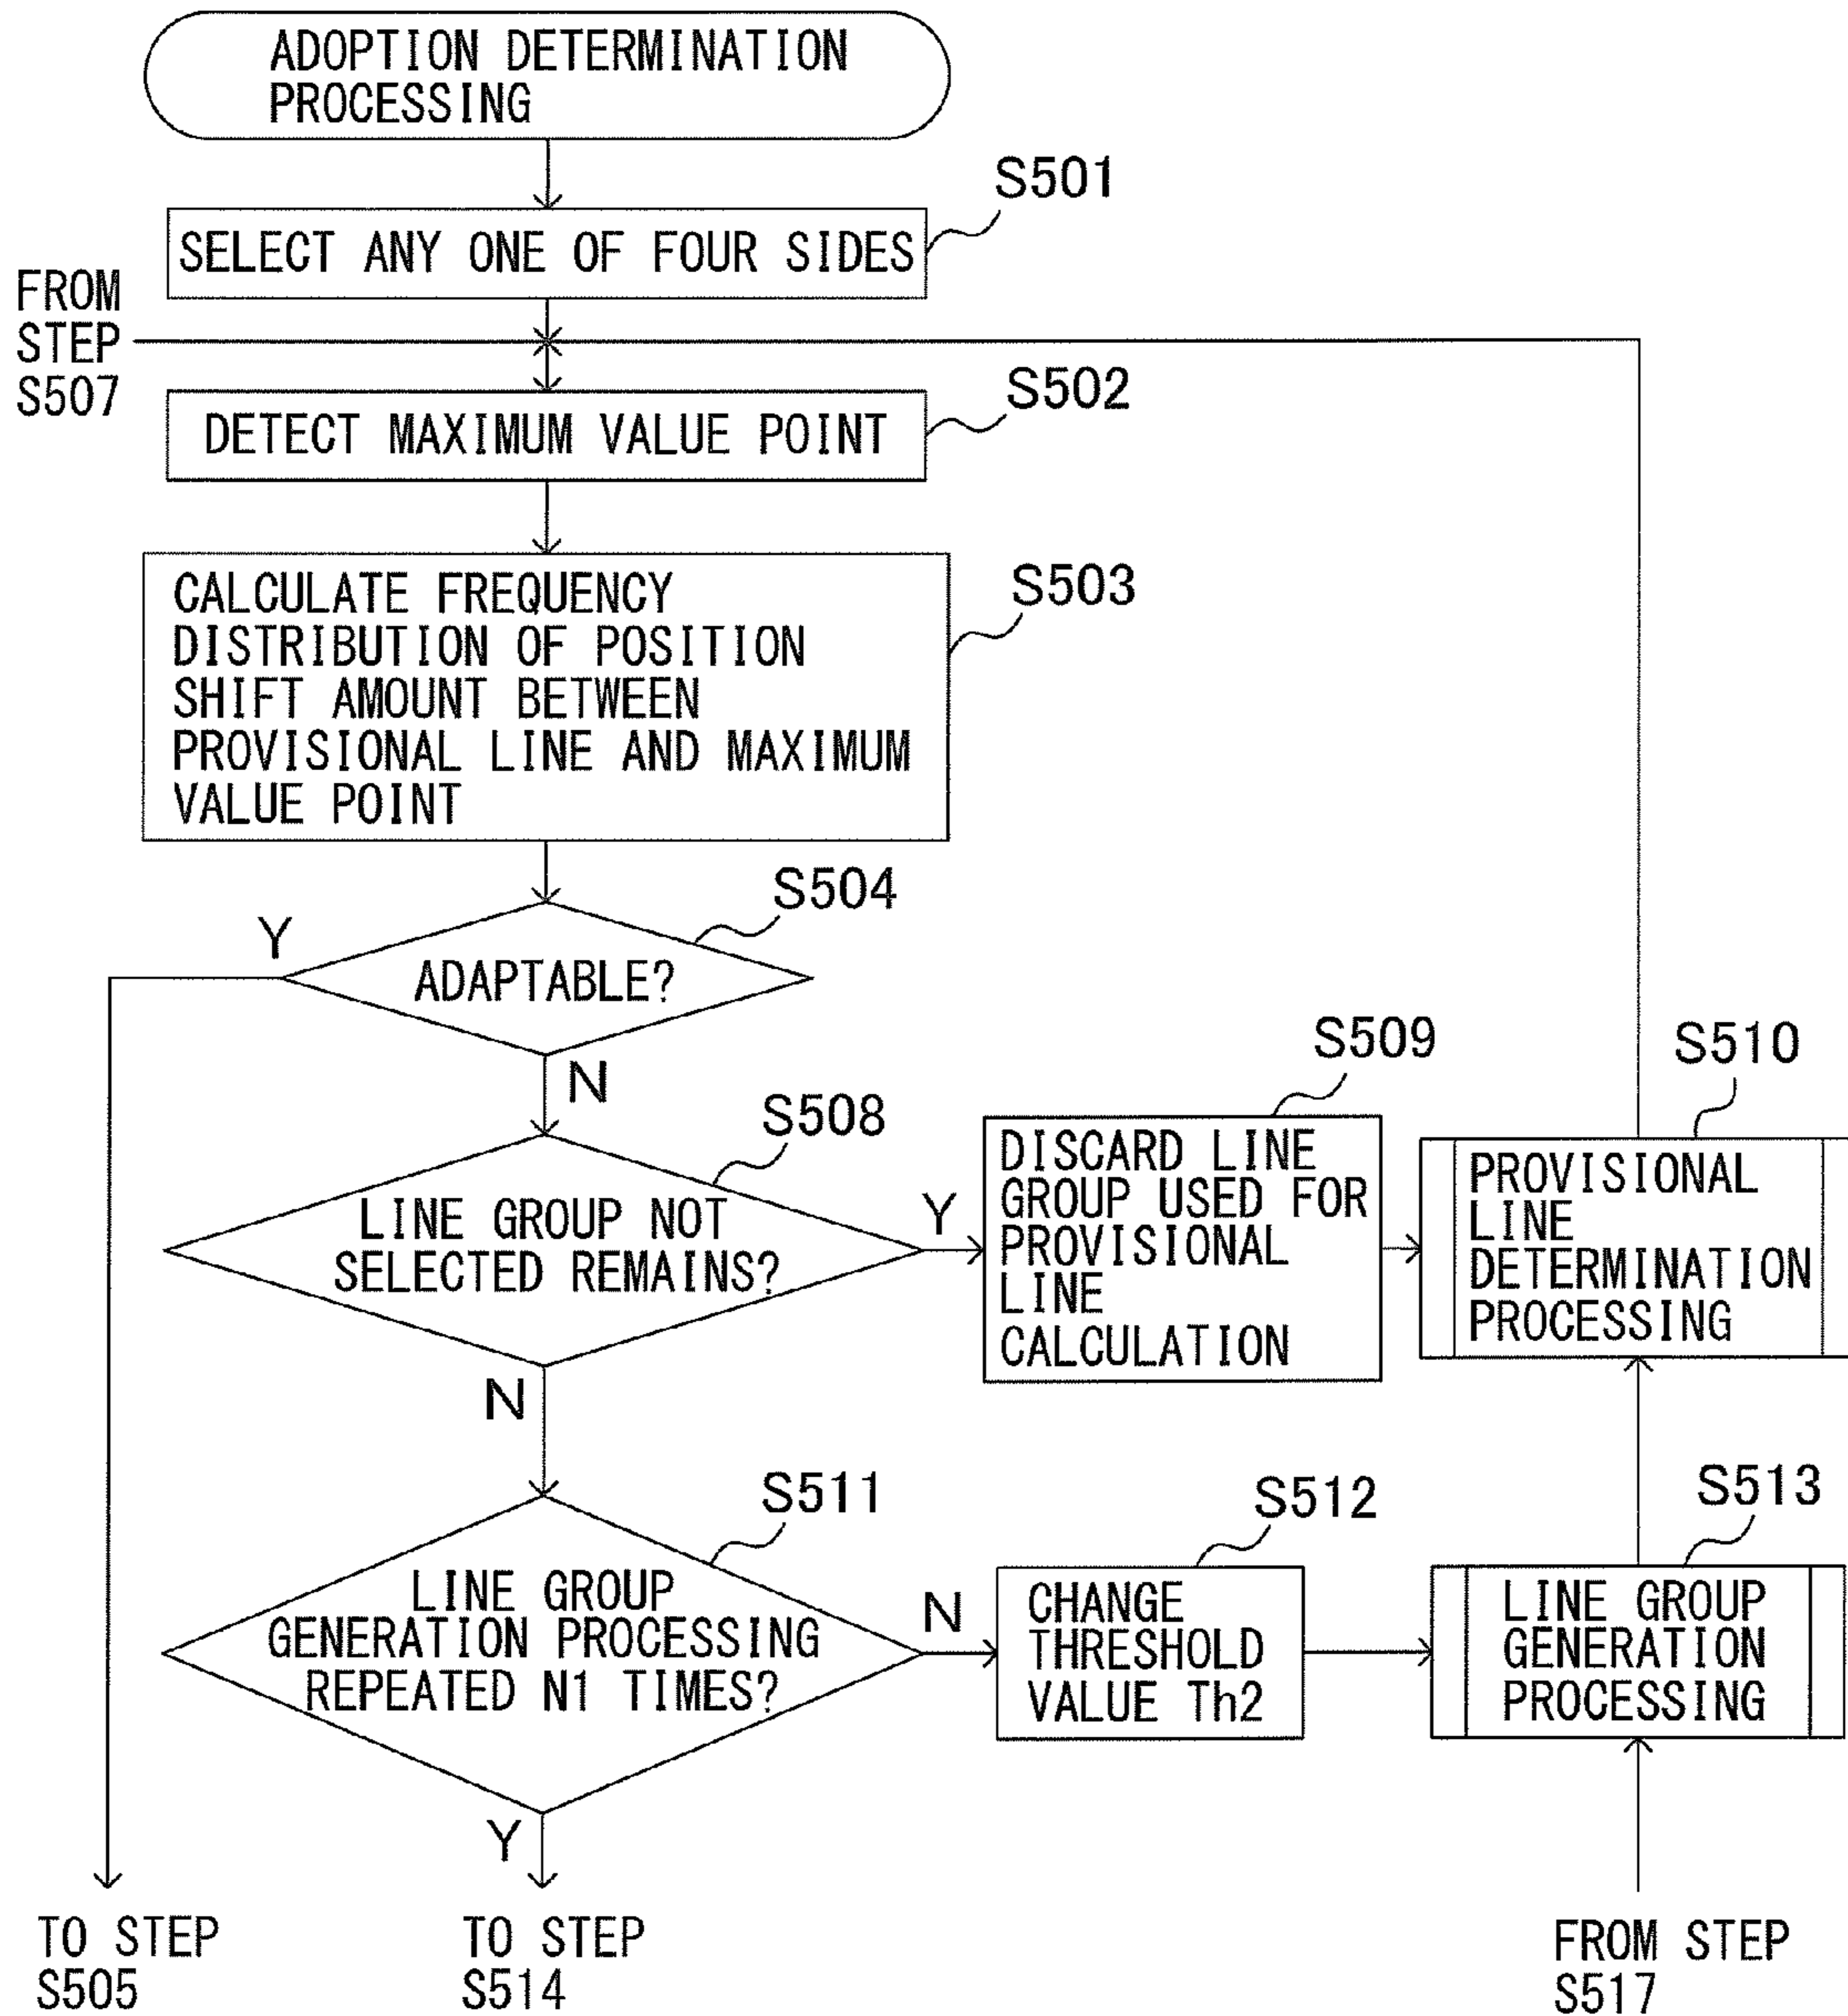 ADOPTION DETERMINATION
PROCESSING
S501
SELECT ANY ONE OF FOUR SIDES
FROM
STEP
S507
S502
DETECT MAXIMUM VALUE POINT
S503
CALCULATE FREQUENCY
DISTRIBUTION OF POSITION
SHIFT AMOUNT BETWEEN
PROVISIONAL LINE AND MAXIMUM
VALUE POINT
S504
Y
ADAPTABLE?
N
S508
LINE GROUP NOT
SELECTED REMAINS?
Y
S509
DISCARD LINE
GROUP USED FOR
PROVISIONAL
LINE
CALCULATION
S510
PROVISIONAL
LINE
DETERMINATION
PROCESSING
N
S511
LINE GROUP
GENERATION PROCESSING
REPEATED N1 TIMES?
N
S512
CHANGE
THRESHOLD
VALUE Th2
S513
LINE GROUP
GENERATION
PROCESSING
Y
TO STEP
S505
TO STEP
S514
FROM STEP
S517